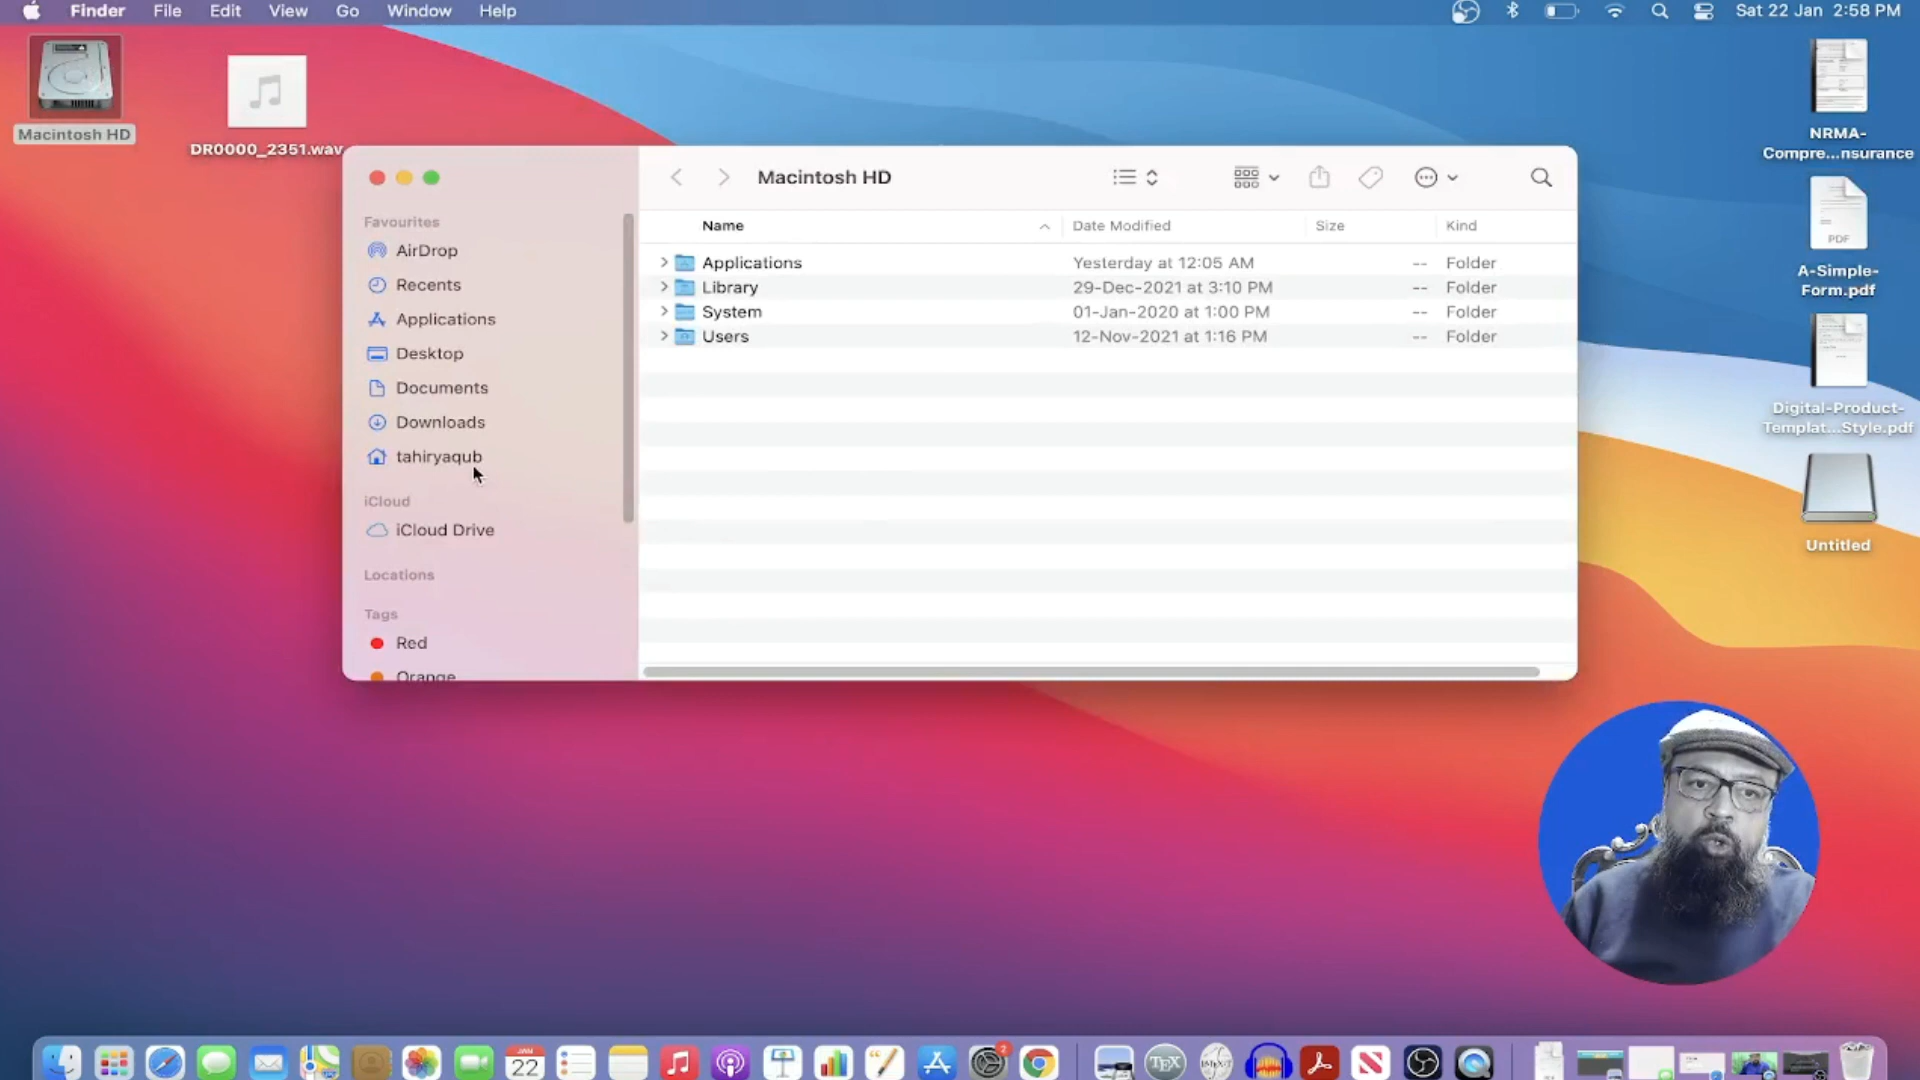 Finder File Edit View Go Window Help
Sat 22 Jan 2:58 PM
Macintosh HD
DR0000_2351.wav
NRMA-
Compre...nsurance
PDF
A-Simple-
Form.pdf
Digital-Product-
Templat...Style.pdf
Untitled
Macintosh HD
Favourites
AirDrop
Recents
Applications
Desktop
Documents
Downloads
tahiryaqub
iCloud
iCloud Drive
Locations
Tags
Red
Orange
Name Date Modified Size Kind
Applications Yesterday at 12:05 AM -- Folder
Library 29-Dec-2021 at 3:10 PM -- Folder
System 01-Jan-2020 at 1:00 PM -- Folder
Users 12-Nov-2021 at 1:16 PM -- Folder
JAN
22
2
TEX